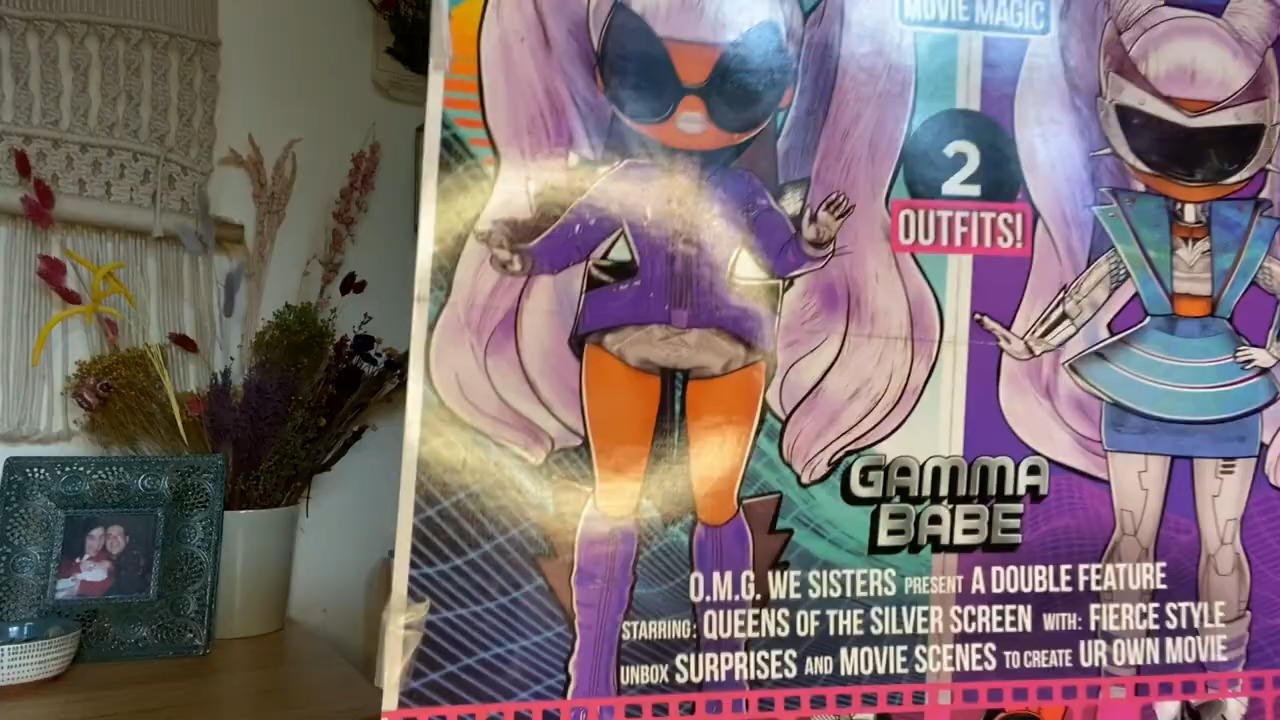 MOVIE MAGIC
2
OUTFITS!
GAMMA
BABE
O.M.G. WE SISTERS PRESENT A DOUBLE FEATURE
STARRING: QUEENS OF THE SILVER SCREEN WITH: FIERCE STYLE
UNBOX SURPRISES AND MOVIE SCENES TO CREATE UR OWN MOVIE